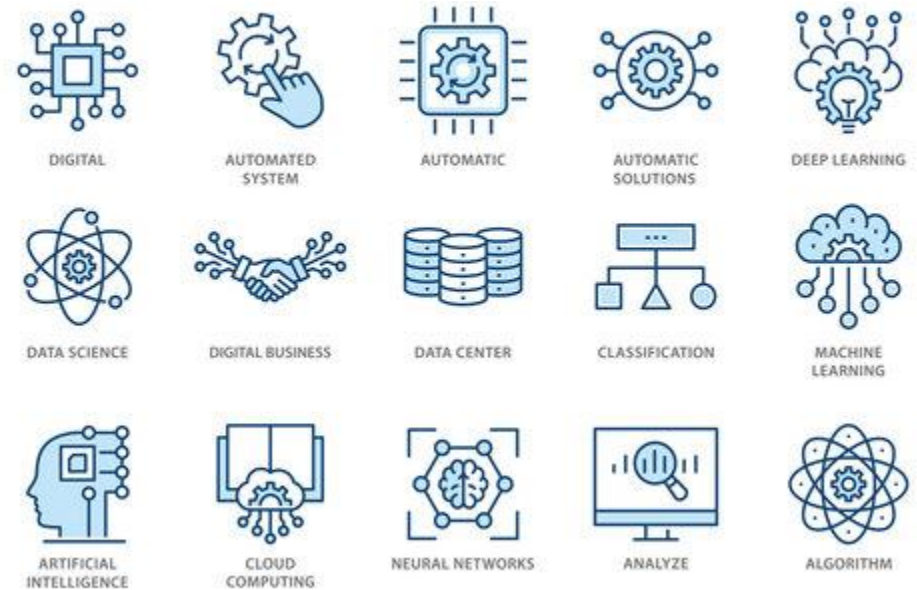 DIGITAL
AUTOMATED
SYSTEM
AUTOMATIC
AUTOMATIC
SOLUTIONS
DEEP LEARNING
DATA SCIENCE
DIGITAL BUSINESS
DATA CENTER
CLASSIFICATION
MACHINE
LEARNING
ARTIFICIAL
INTELLIGENCE
CLOUD
COMPUTING
NEURAL NETWORKS
ANALYZE
ALGORITHM